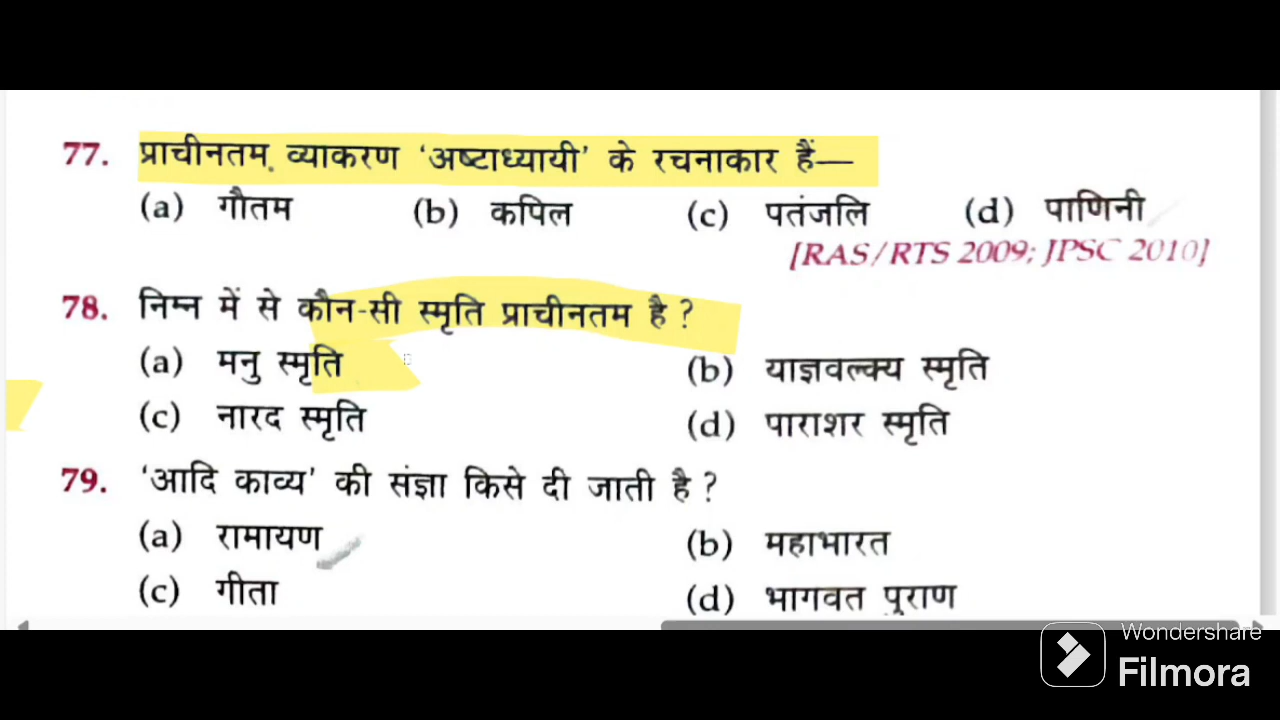 77. प्राचीनतम व्याकरण 'अष्टाध्यायी' के रचनाकार हैं—
(a) गौतम (b) कपिल (c) पतंजलि (d) पाणिनी
[RAS/RTS 2009; JPSC 2010]
78. निम्न में से कौन-सी स्मृति प्राचीनतम है ?
(a) मनु स्मृति (b) याज्ञवल्क्य स्मृति
(c) नारद स्मृति (d) पाराशर स्मृति
79. 'आदि काव्य' की संज्ञा किसे दी जाती है ?
(a) रामायण (b) महाभारत
(c) गीता (d) भागवत पुराण
Wondershare
Filmora